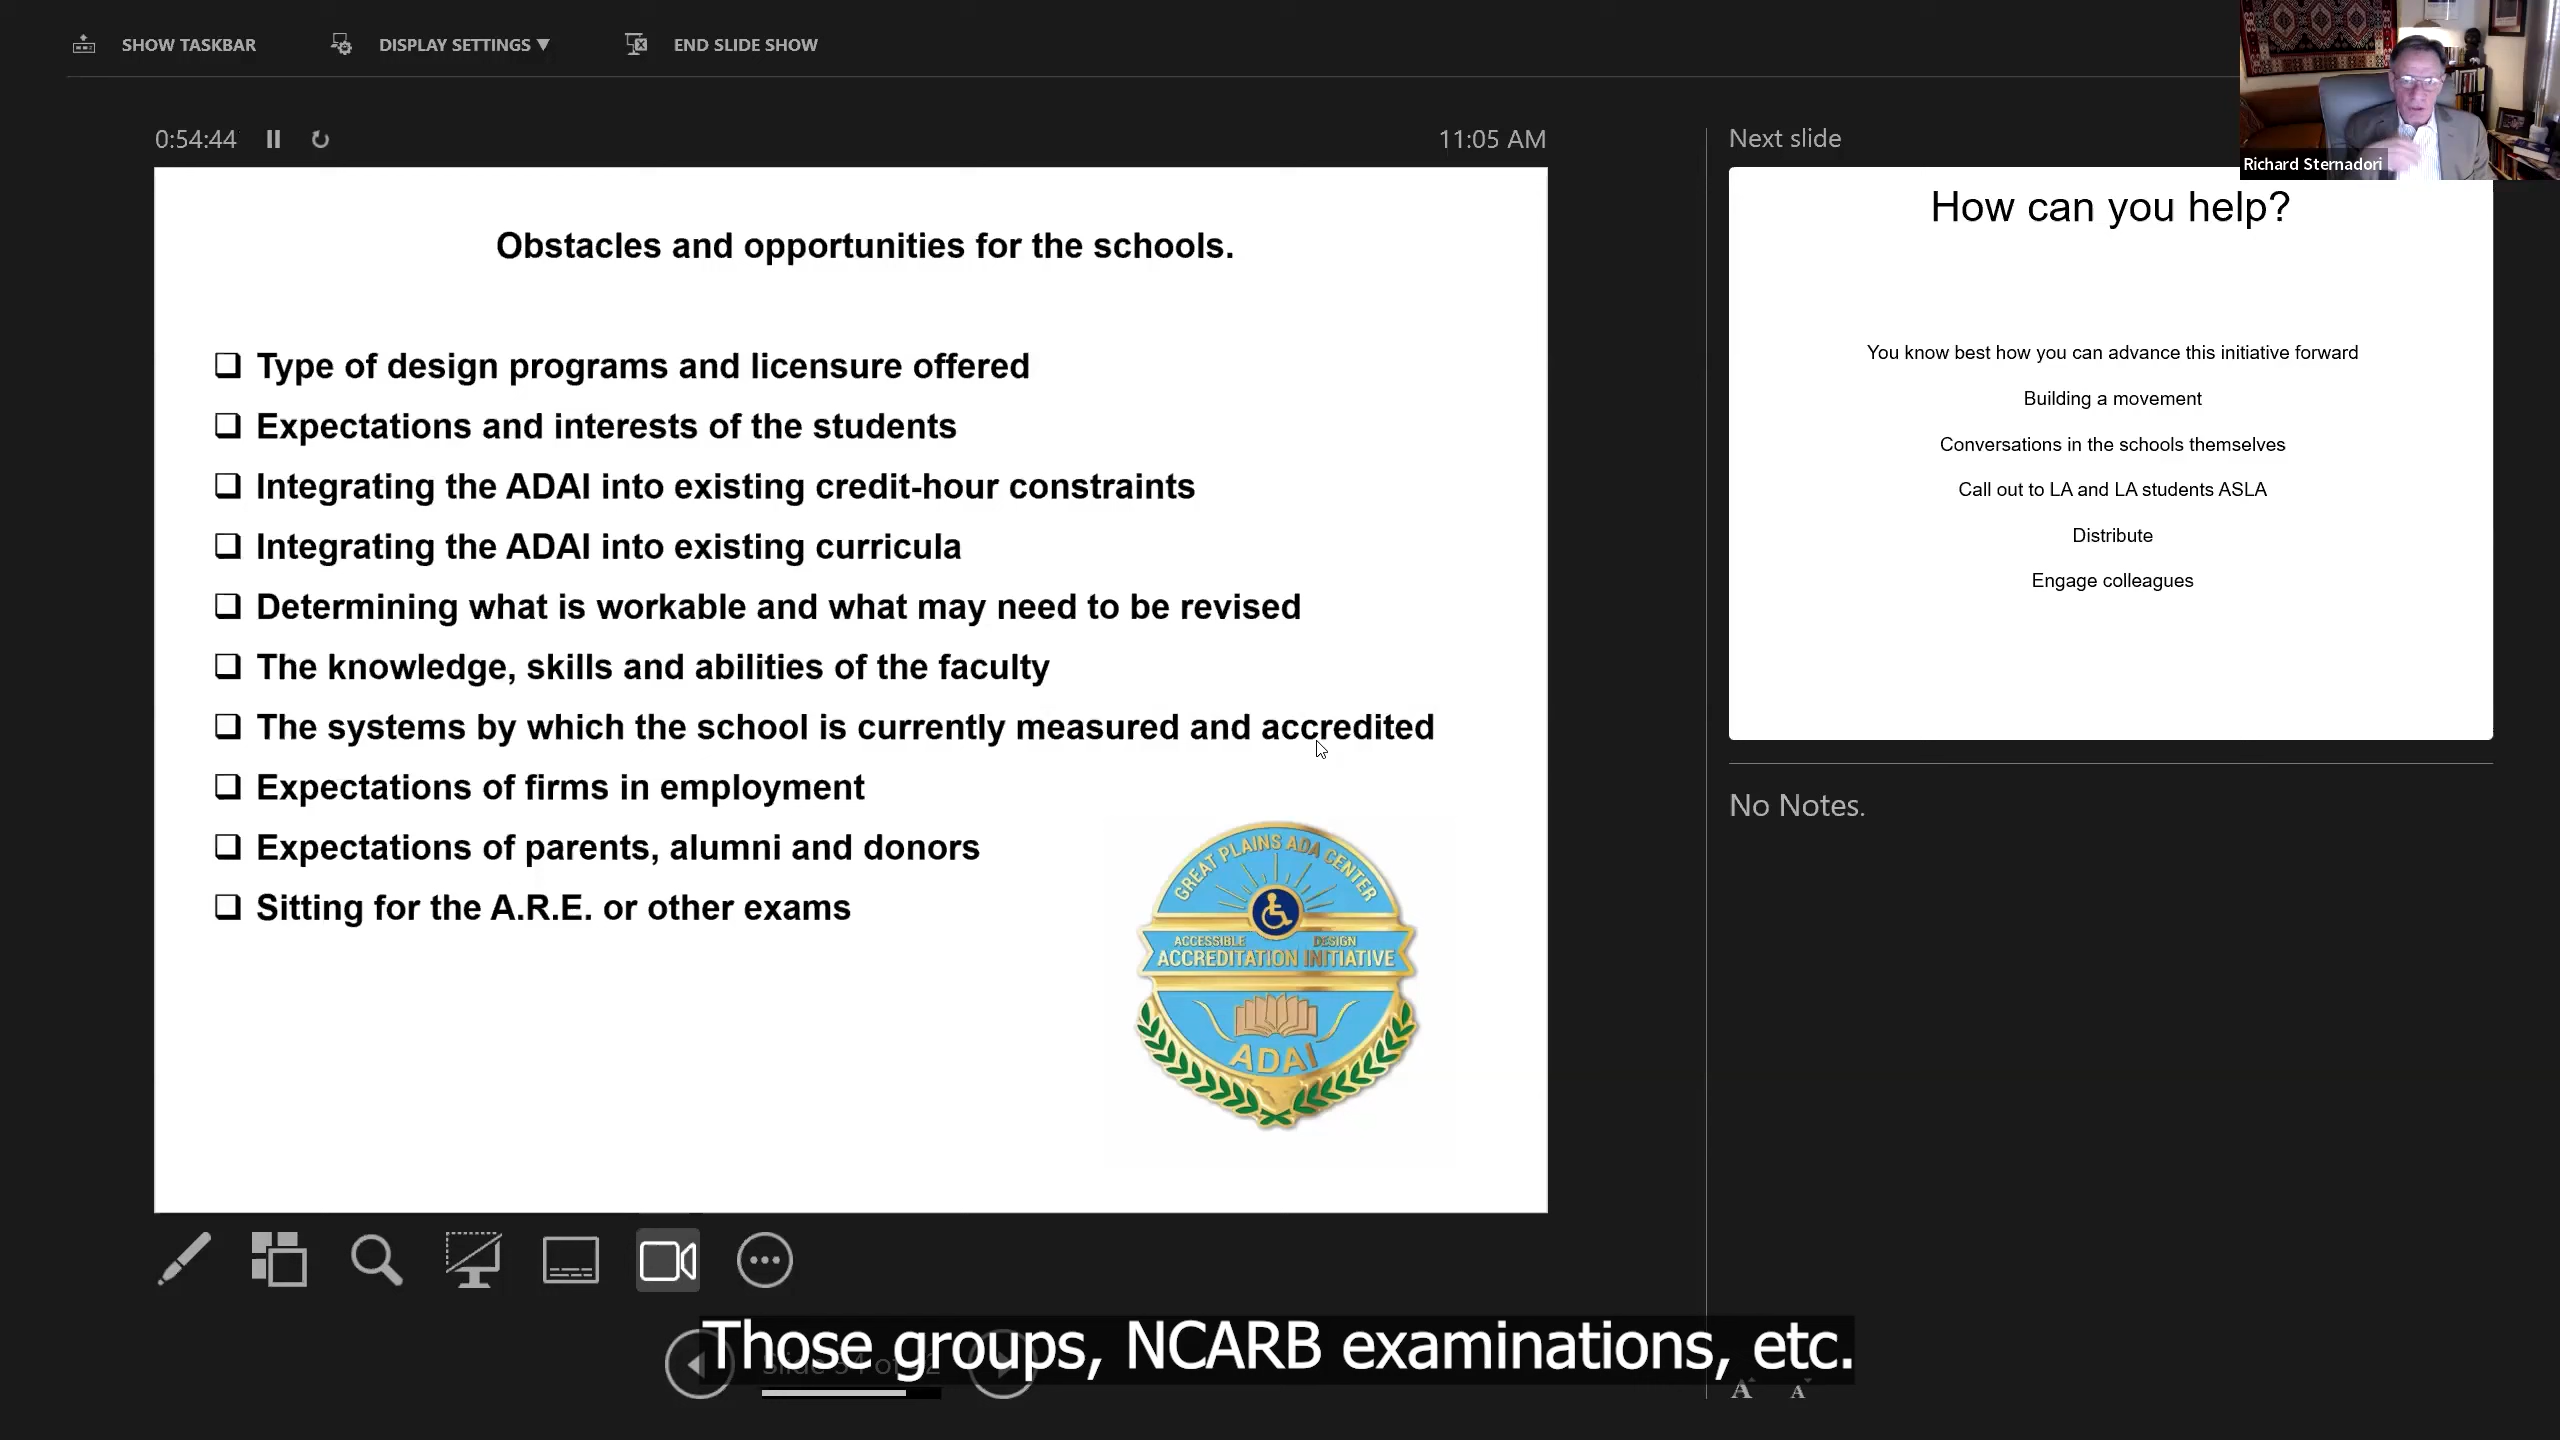 SHOW TASKBAR
DISPLAY SETTINGS ▼
END SLIDE SHOW
0:54:44
11:05 AM
Next slide
Richard Sternadori
Obstacles and opportunities for the schools.
❑ Type of design programs and licensure offered
❑ Expectations and interests of the students
❑ Integrating the ADAI into existing credit-hour constraints
❑ Integrating the ADAI into existing curricula
❑ Determining what is workable and what may need to be revised
❑ The knowledge, skills and abilities of the faculty
❑ The systems by which the school is currently measured and accredited
❑ Expectations of firms in employment
❑ Expectations of parents, alumni and donors
❑ Sitting for the A.R.E. or other exams
GREAT PLAINS ADA CENTER
ACCESSIBLE DESIGN
ACCREDITATION INITIATIVE
ADAI
How can you help?
You know best how you can advance this initiative forward
Building a movement
Conversations in the schools themselves
Call out to LA and LA students ASLA
Distribute
Engage colleagues
No Notes.
Those groups, NCARB examinations, etc.
A A